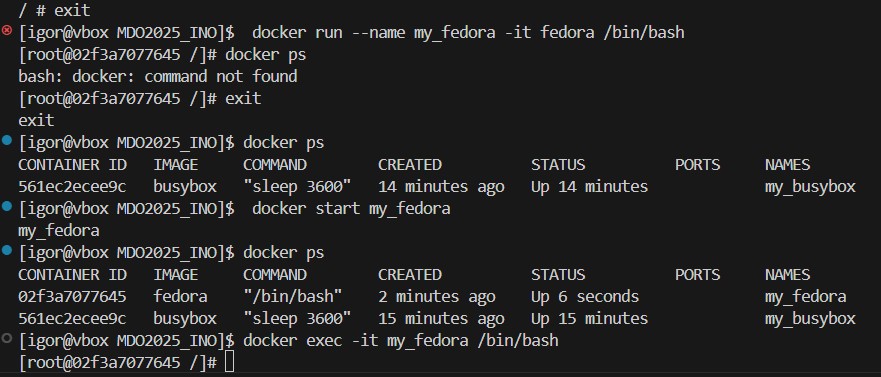 / # exit
[igor@vbox MDO2025_INO]$  docker run --name my_fedora -it fedora /bin/bash
[root@02f3a7077645 /]# docker ps
bash: docker: command not found
[root@02f3a7077645 /]# exit
exit
[igor@vbox MDO2025_INO]$ docker ps
CONTAINER ID   IMAGE     COMMAND        CREATED          STATUS          PORTS     NAMES
561ec2ecee9c   busybox   "sleep 3600"   14 minutes ago   Up 14 minutes             my_busybox
[igor@vbox MDO2025_INO]$  docker start my_fedora
my_fedora
[igor@vbox MDO2025_INO]$ docker ps
CONTAINER ID   IMAGE     COMMAND        CREATED          STATUS          PORTS     NAMES
02f3a7077645   fedora    "/bin/bash"    2 minutes ago    Up 6 seconds              my_fedora
561ec2ecee9c   busybox   "sleep 3600"   15 minutes ago   Up 15 minutes             my_busybox
[igor@vbox MDO2025_INO]$ docker exec -it my_fedora /bin/bash
[root@02f3a7077645 /]#